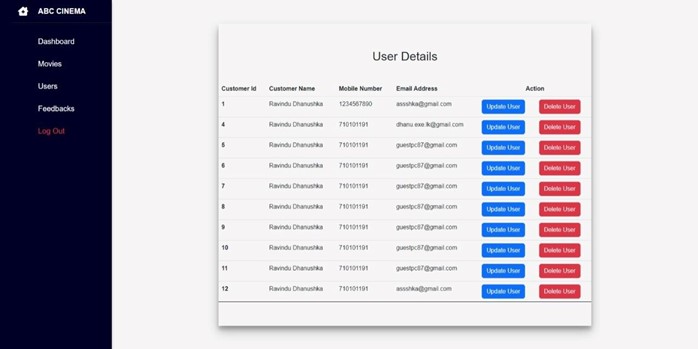 ABC CINEMA
Dashboard
Movies
Users
Feedbacks
Log Out
User Details
Customer Id Customer Name Mobile Number Email Address Action
1 Ravindu Dhanushka 1234567890 assshka@gmail.com Update User Delete User
4 Ravindu Dhanushka 710101191 dhanu.exe.lk@gmail.com Update User Delete User
5 Ravindu Dhanushka 710101191 guestpc87@gmail.com Update User Delete User
6 Ravindu Dhanushka 710101191 guestpc87@gmail.com Update User Delete User
7 Ravindu Dhanushka 710101191 guestpc87@gmail.com Update User Delete User
8 Ravindu Dhanushka 710101191 guestpc87@gmail.com Update User Delete User
9 Ravindu Dhanushka 710101191 guestpc87@gmail.com Update User Delete User
10 Ravindu Dhanushka 710101191 guestpc87@gmail.com Update User Delete User
11 Ravindu Dhanushka 710101191 guestpc87@gmail.com Update User Delete User
12 Ravindu Dhanushka 710101191 assshka@gmail.com Update User Delete User